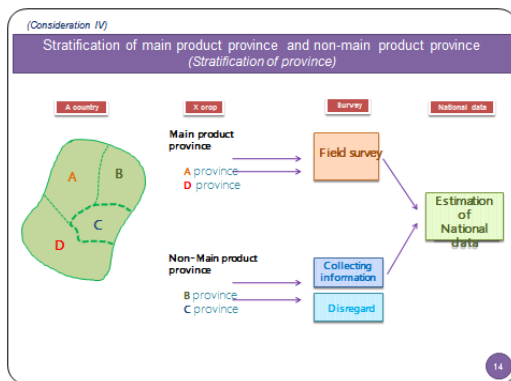 (Consideration IV)
Stratification of main product province and non-main product province
(Stratification of province)
A country
X crop
Survey
National data
A
B
C
D
Main product
province
A province
D province
Field survey
Estimation
of
National
data
Non-Main product
province
B province
C province
Collecting
information
Disregard
14